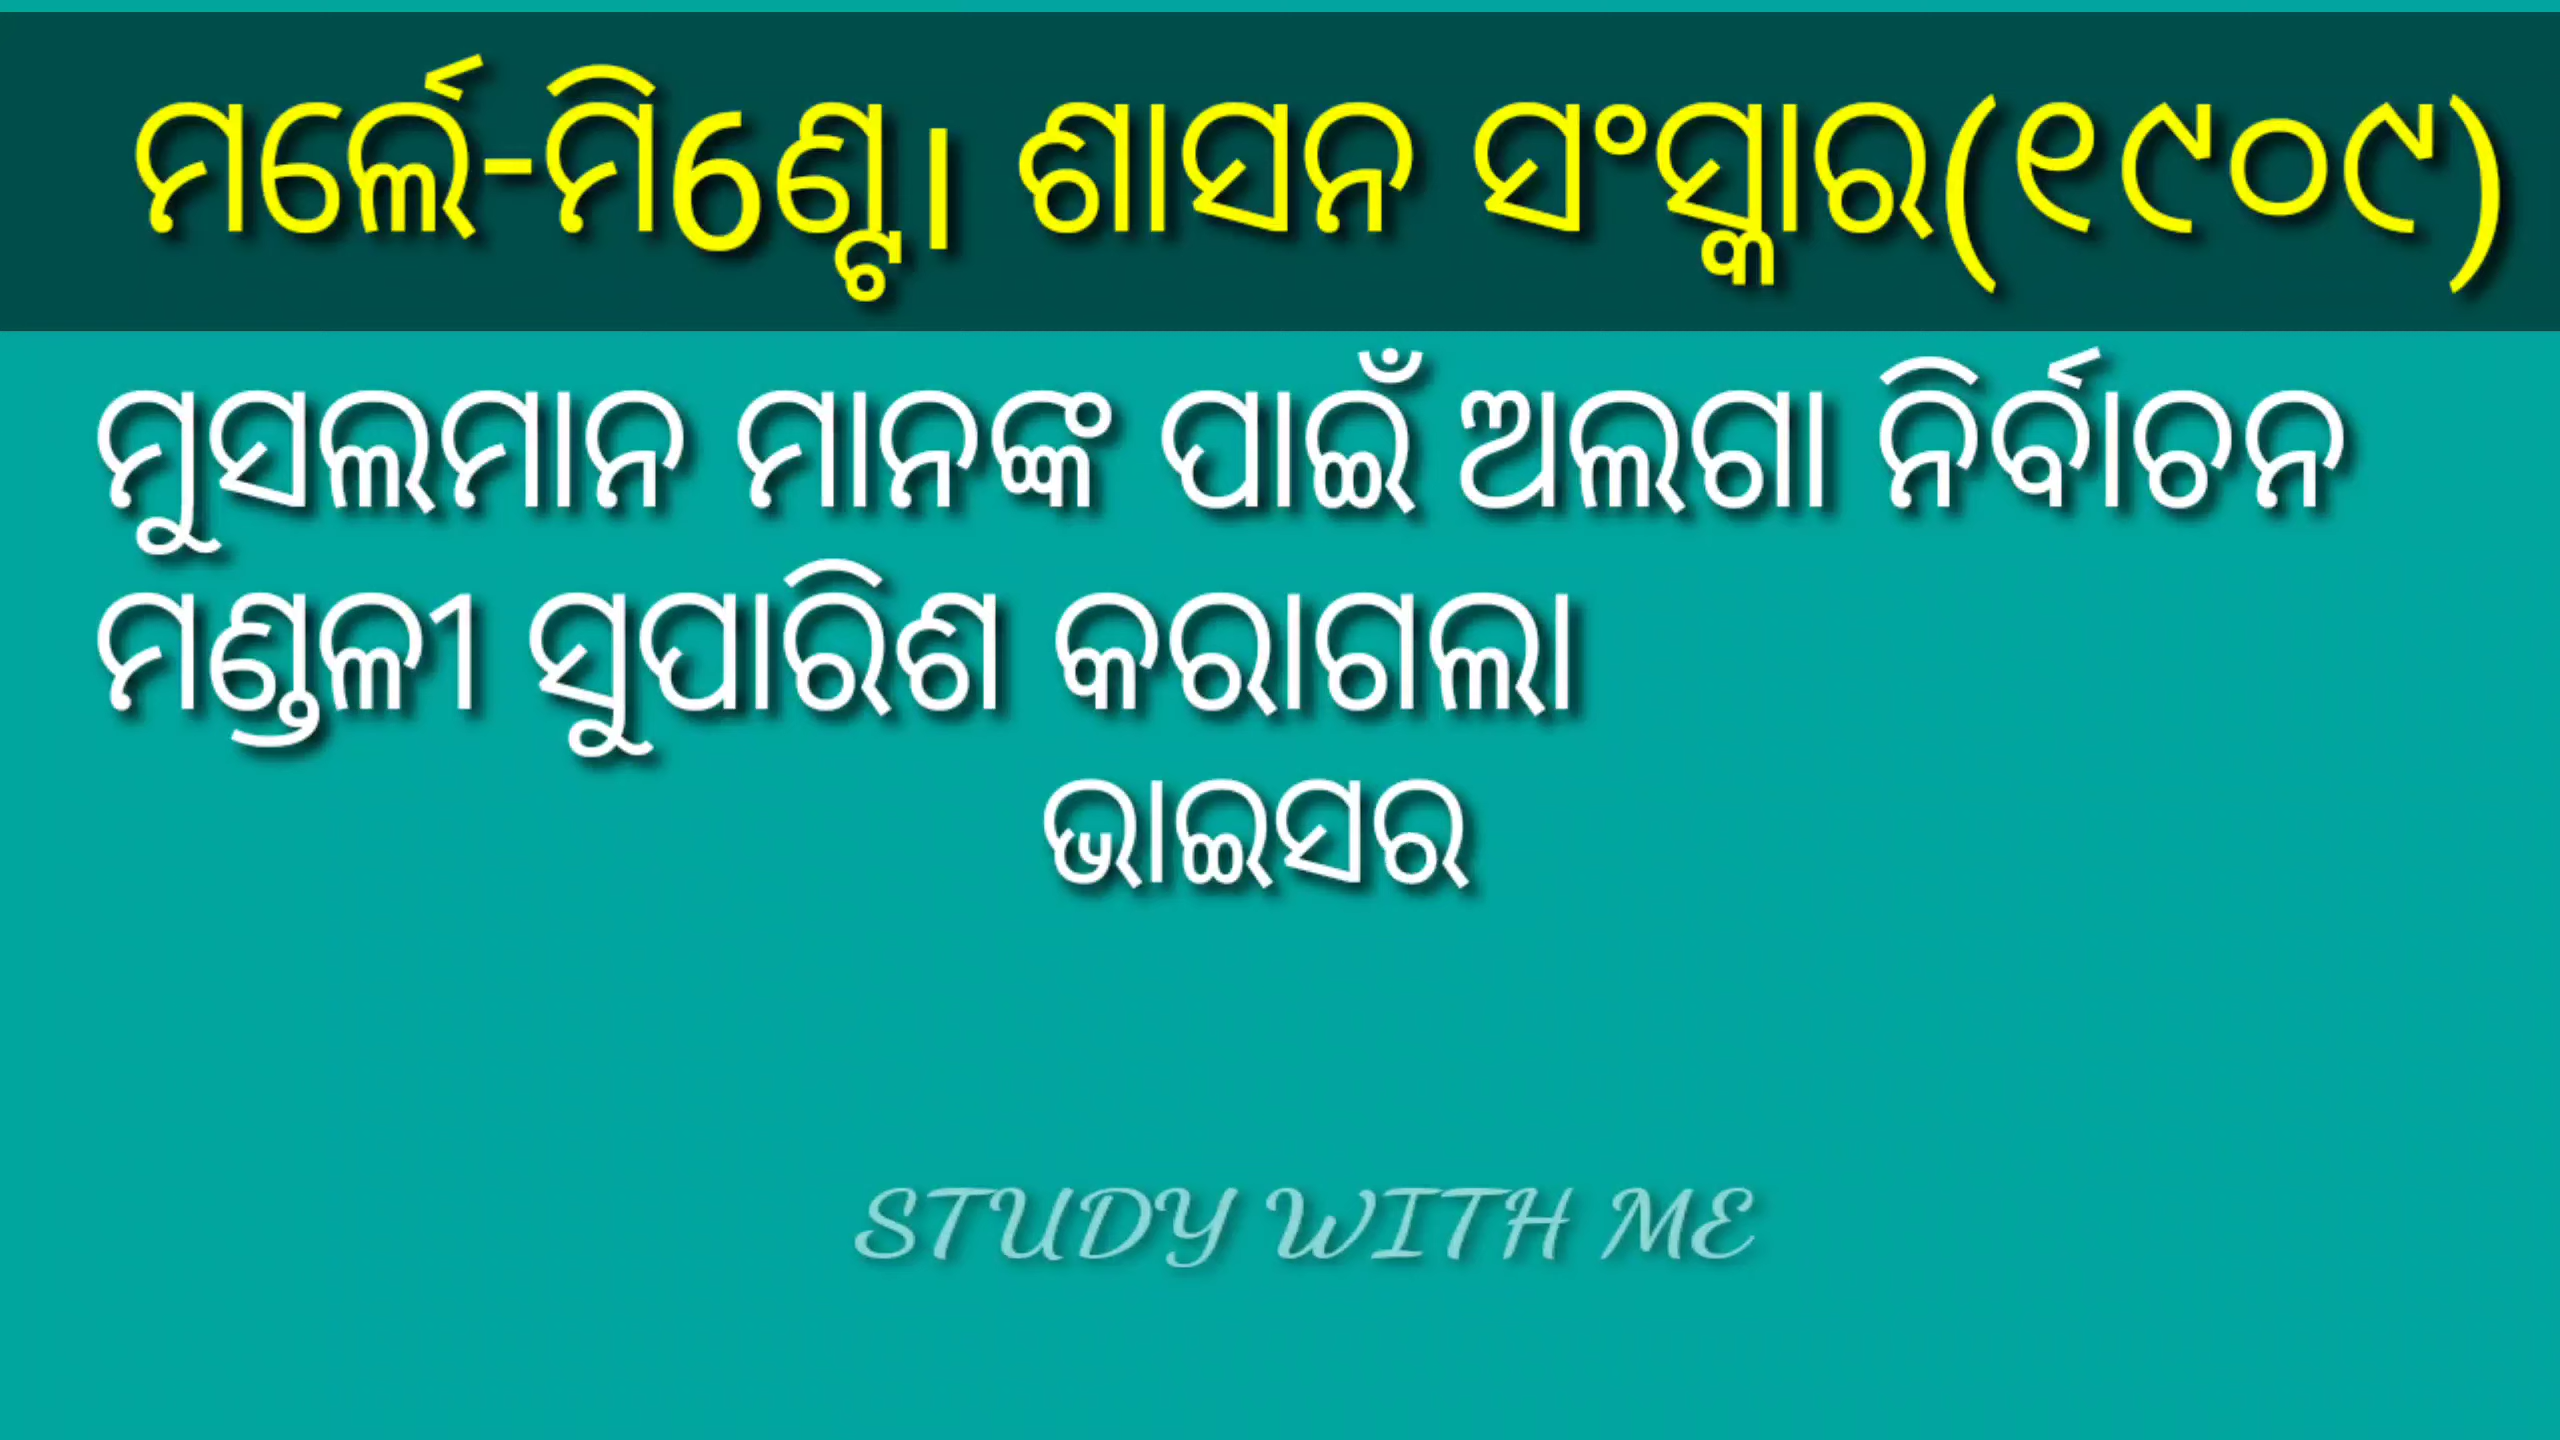 ମର୍ଲେ-ମିଣ୍ଟୋ ଶାସନ ସଂସ୍କାର(୧୯୦୯)
ମୁସଲମାନ ମାନଙ୍କ ପାଇଁ ଅଲଗା ନିର୍ବାଚନ
ମଣ୍ଡଳୀ ସୁପାରିଶ କରାଗଲା
ଭାଇସର
STUDY WITH ME